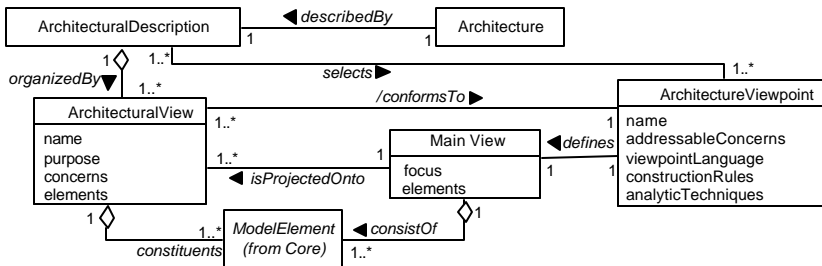 ArchitecturalDescription
describedBy
Architecture
1
1
1
1..*
organizedBy
selects
1..*
1..*
ArchitecturalView
name
purpose
concerns
elements
/conformsTo
1..*
1
ArchitectureViewpoint
name
addressableConcerns
viewpointLanguage
constructionRules
analyticTechniques
Main View
focus
elements
defines
1
1
1..*
1
isProjectedOnto
1
1..*
constituents
ModelElement
(from Core)
consistOf
1
1..*